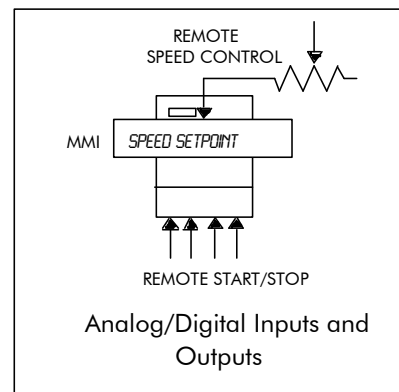 REMOTE
SPEED CONTROL
MMI
SPEED SETPOINT
REMOTE START/STOP
Analog/Digital Inputs and
Outputs